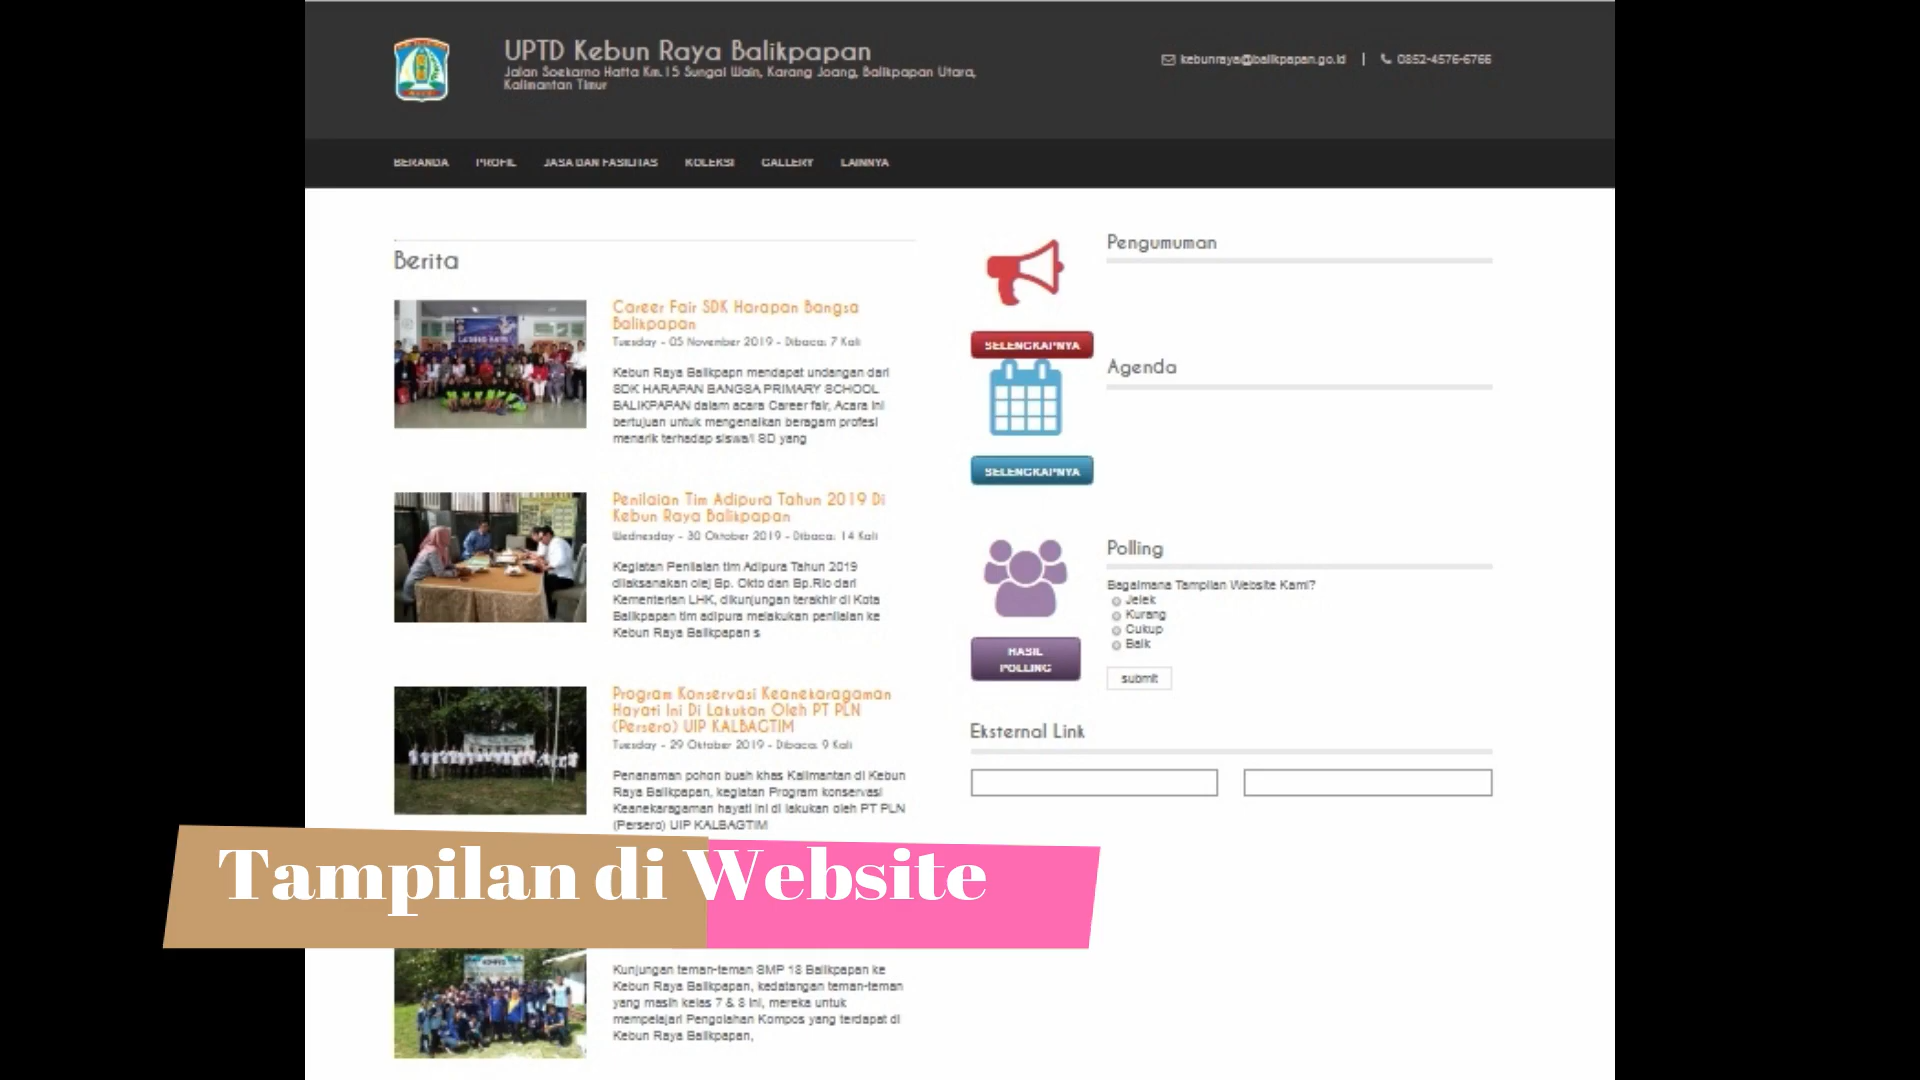 UPTD Kebun Raya Balikpapan
Jalan Soekarno Hatta Km.15 Sungai Wain, Karang Joang, Balikpapan Utara,
Kalimantan Timur
kebunraya@balikpapan.go.id | 0852-4576-6766
BERANDA PROFIL JASA DAN FASILITAS KOLEKSI GALLERY LAINNYA
Berita
Career Fair SDK Harapan Bangsa
Balikpapan
Tuesday - 05 November 2019 - Dibaca: 7 Kali
Kebun Raya Balikpapn mendapat undangan dari
SDK HARAPAN BANGSA PRIMARY SCHOOL
BALIKPAPAN dalam acara Career fair, Acara ini
bertujuan untuk mengenalkan beragam profesi
menarik terhadap siswa/i SD yang
Penilaian Tim Adipura Tahun 2019 Di
Kebun Raya Balikpapan
Wednesday - 30 Oktober 2019 - Dibaca: 14 Kali
Kegiatan Penilaian tim Adipura Tahun 2019
dilaksanakan olej Bp. Okto dan Bp.Rio dari
Kementerian LHK, dikunjungan terakhir di Kota
Balikpapan tim adipura melakukan penilaian ke
Kebun Raya Balikpapan s
Program Konservasi Keanekaragaman
Hayati Ini Di Lakukan Oleh PT PLN
(Persero) UIP KALBAGTIM
Tuesday - 29 Oktober 2019 - Dibaca: 9 Kali
Penanaman pohon buah khas Kalimantan di Kebun
Raya Balikpapan, kegiatan Program konservasi
Keanekaragaman hayati ini di lakukan oleh PT PLN
(Persero) UIP KALBAGTIM
Tampilan di Website
Kunjungan teman-teman SMP 18 Balikpapan ke
Kebun Raya Balikpapan, kedatangan teman-teman
yang masih kelas 7 & 8 ini, mereka untuk
mempelajari Pengolahan Kompos yang terdapat di
Kebun Raya Balikpapan,
Pengumuman
SELENGKAPNYA
Agenda
SELENGKAPNYA
Polling
Bagaimana Tampilan Website Kami?
Jelek
Kurang
Cukup
Baik
HASIL
POLLING
submit
Eksternal Link